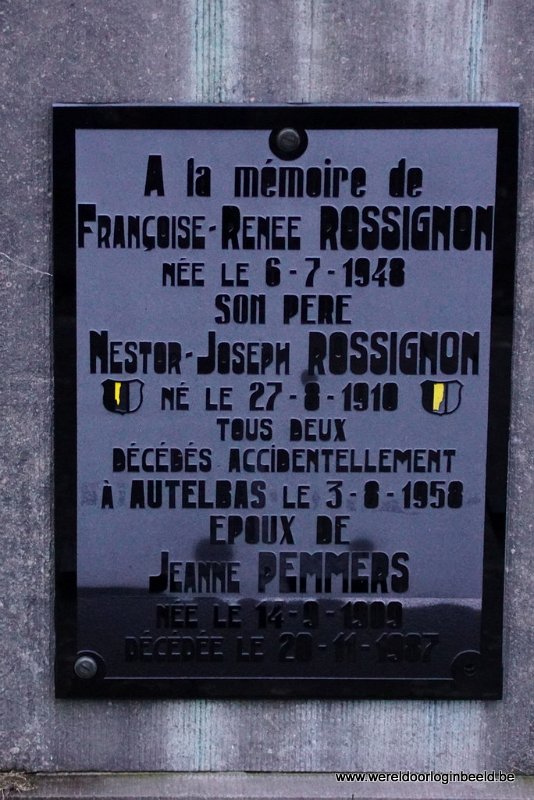 A la mémoire de
FRANÇOISE-RENEE ROSSIGNON
NÉE LE 6-7-1948
SON PERE
NESTOR-JOSEPH ROSSIGNON
NÉ LE 27-8-1910
TOUS DEUX
DÉCÉDÉS ACCIDENTELLEMENT
À AUTELBAS LE 3-8-1958
EPOUX DE
JEANNE PEMMERS
NÉE LE 14-9-1909
DÉCÉDÉE LE 20-11-1987
www.wereldoorloginbeeld.be